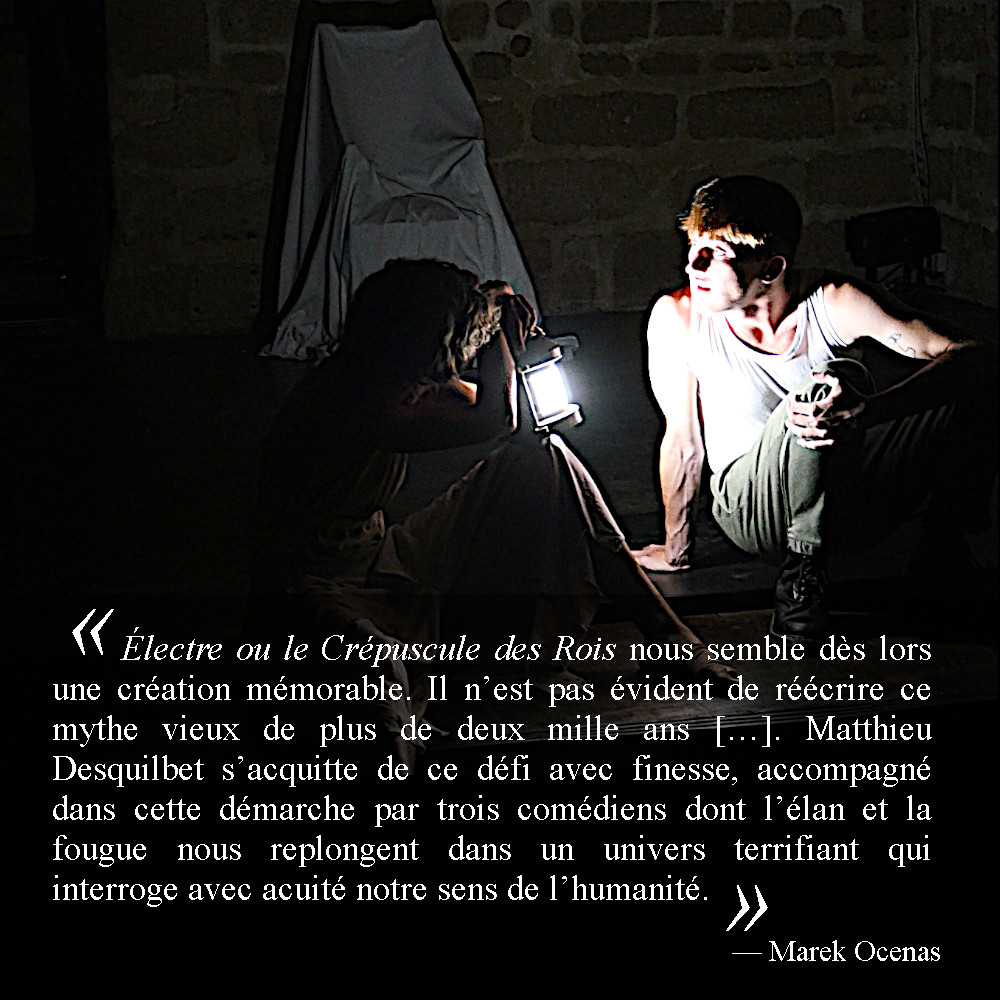 « Électre ou le Crépuscule des Rois nous semble dès lors
une création mémorable. Il n’est pas évident de réécrire ce
mythe vieux de plus de deux mille ans […]. Matthieu
Desquilbet s’acquitte de ce défi avec finesse, accompagné
dans cette démarche par trois comédiens dont l’élan et la
fougue nous replongent dans un univers terrifiant qui
interroge avec acuité notre sens de l’humanité. »
— Marek Ocenas